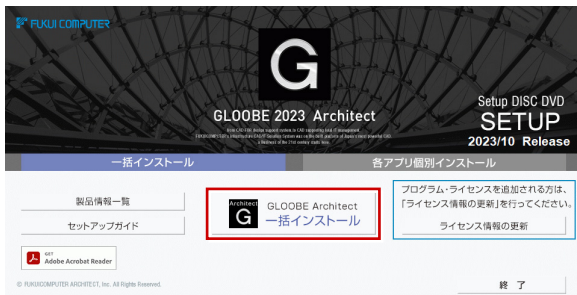 FUKUI COMPUTER
G
GLOOBE 2023 Architect
Setup DISC DVD
SETUP
2023/10 Release
一括インストール
各アプリ個別インストール
製品情報一覧
セットアップガイド
Architect
G
GLOOBE Architect
一括インストール
プログラム・ライセンスを追加される方は、
「ライセンス情報の更新」を行ってください。
ライセンス情報の更新
GET
Adobe Acrobat Reader
© FUKUICOMPUTER ARCHITECT, Inc. All Rights Reserved.
終 了